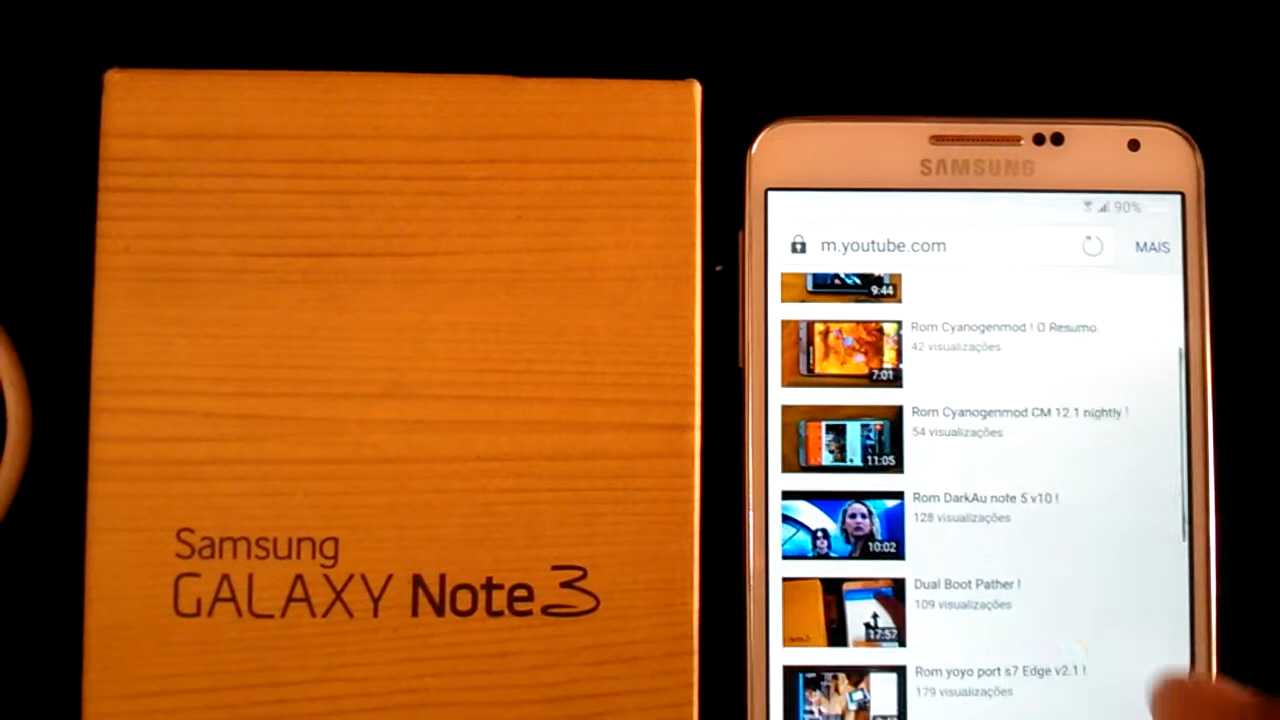 Samsung
GALAXY Note 3
SAMSUNG
90%
m.youtube.com
MAIS
9:44
Rom Cyanogenmod ! O Resumo
42 visualizações
7:01
Rom Cyanogenmod CM 12.1 nightly !
54 visualizações
11:05
Rom DarkAu note 5 v10 !
128 visualizações
10:02
Dual Boot Pather !
109 visualizações
17:57
Rom yoyo port s7 Edge v2.1 !
179 visualizações